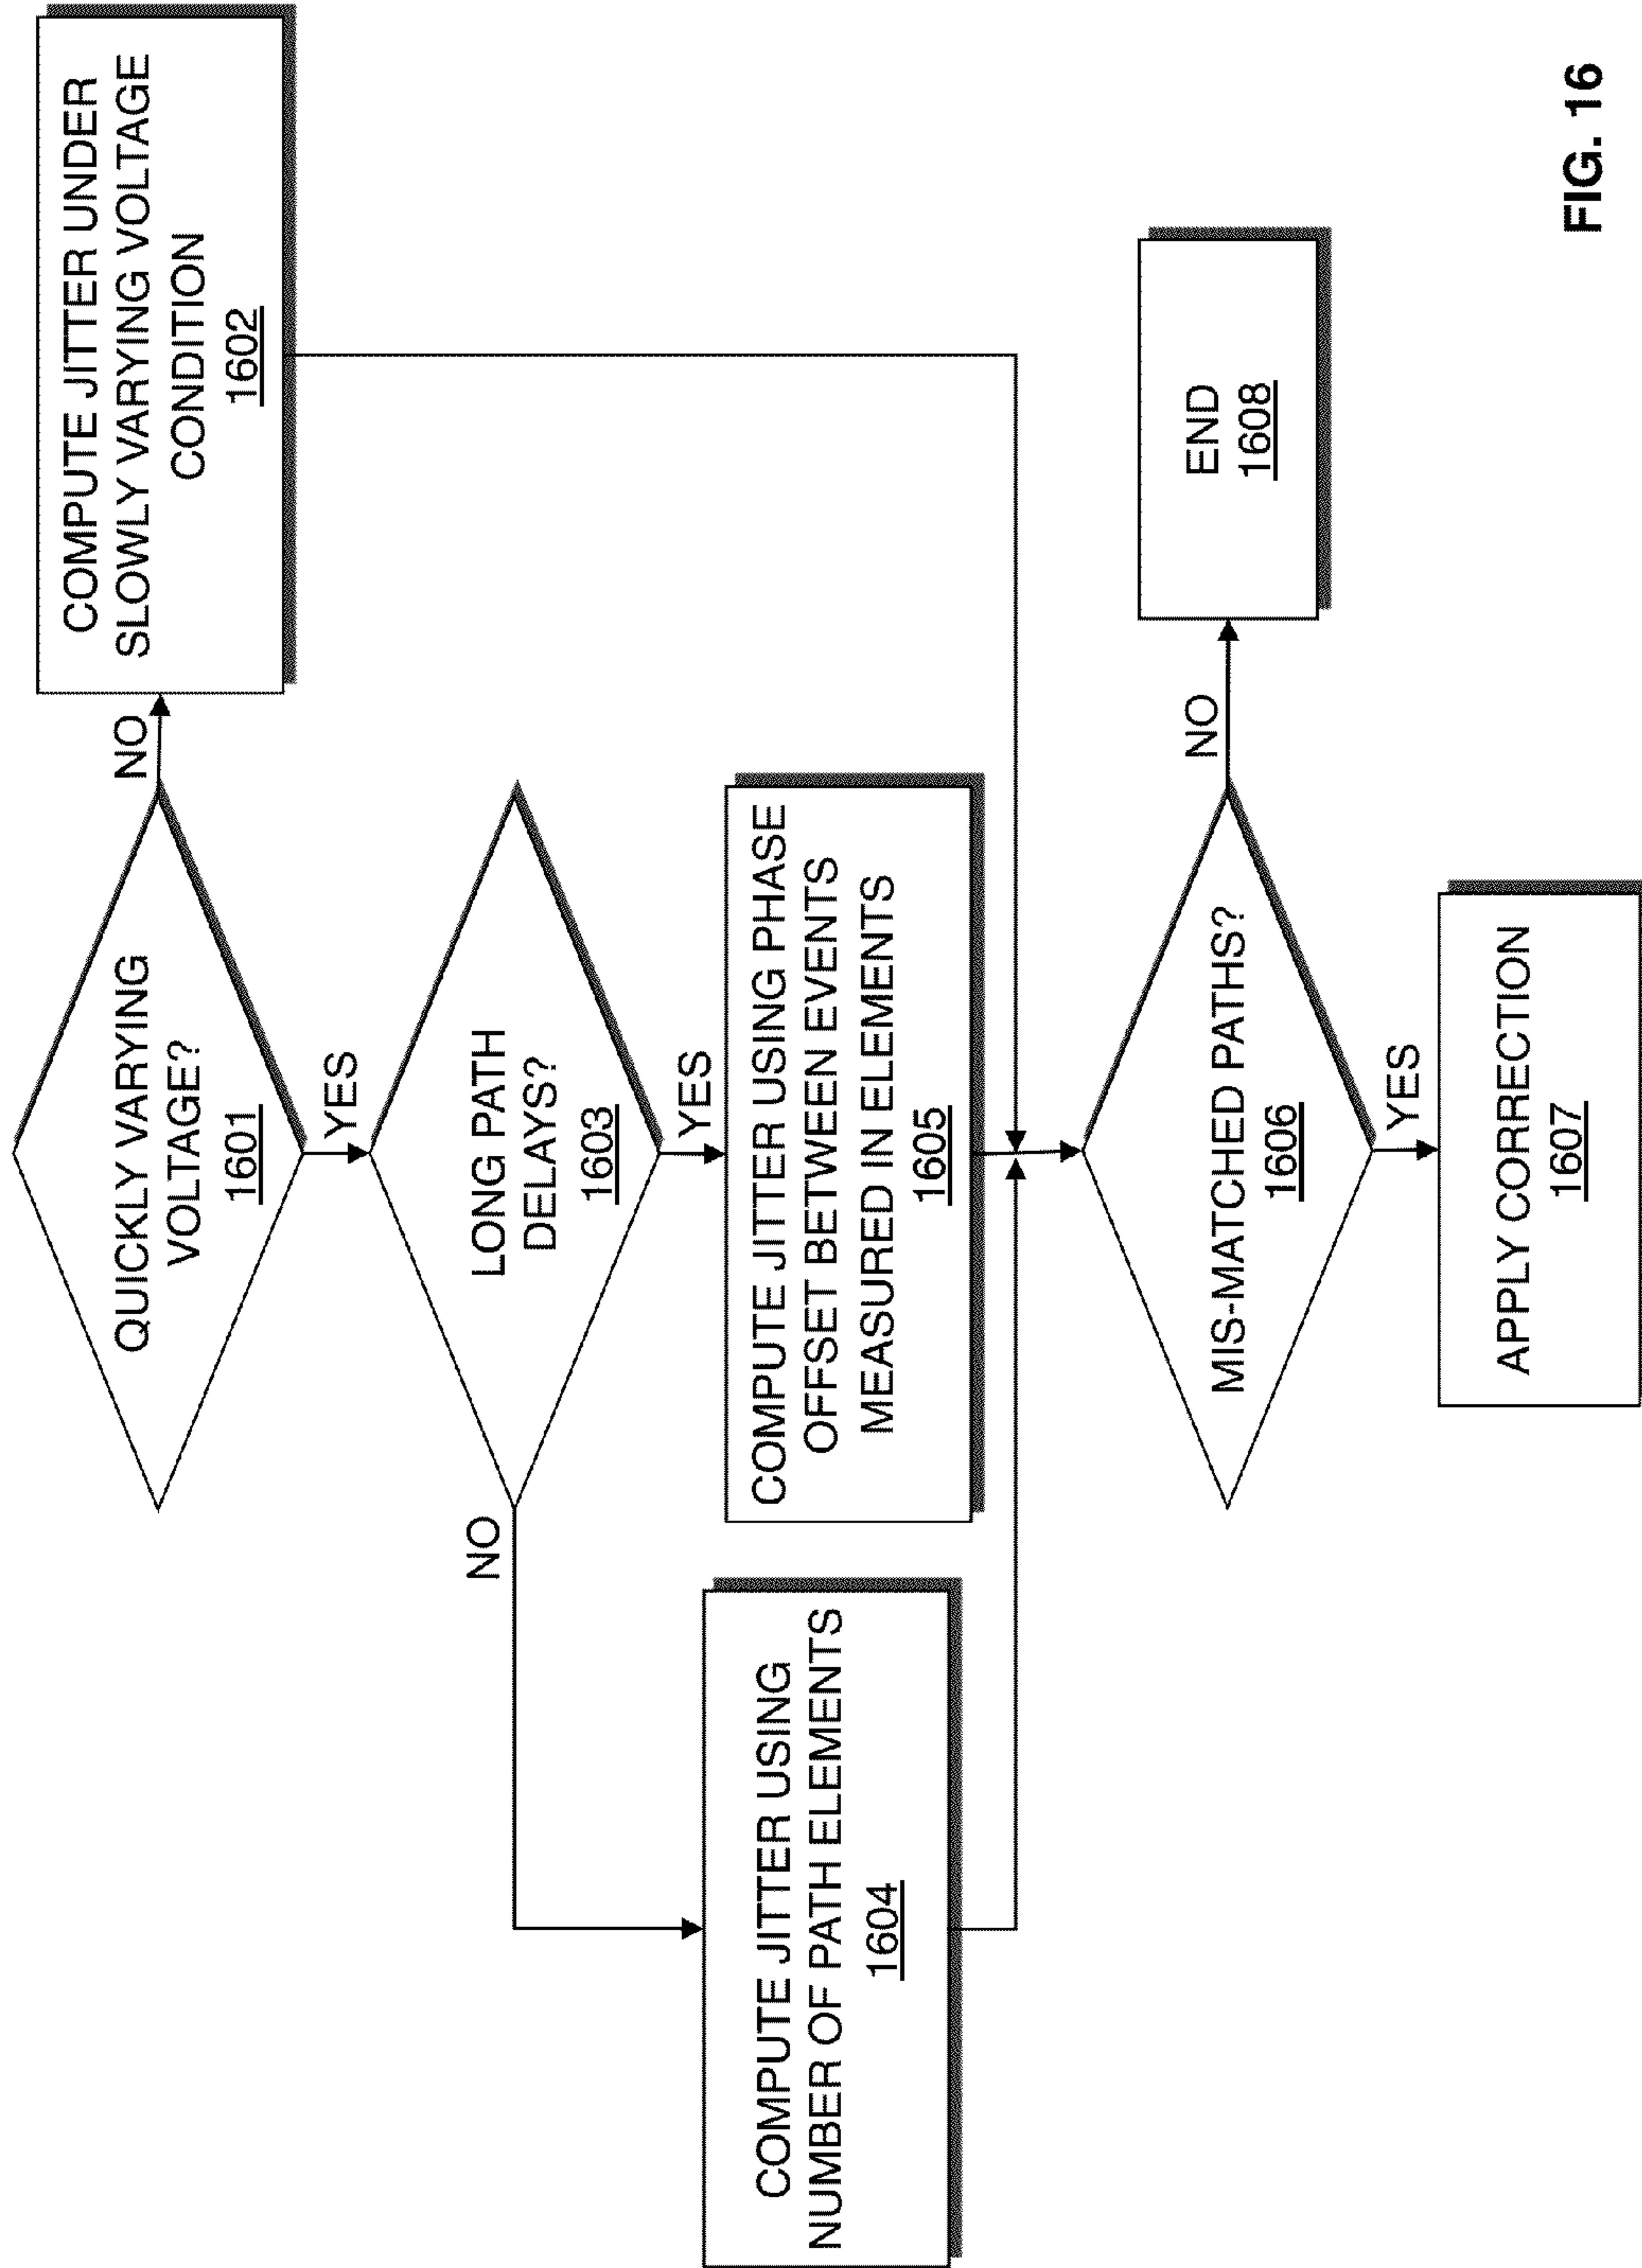 QUICKLY VARYING
VOLTAGE?
1601
NO
COMPUTE JITTER UNDER
SLOWLY VARYING VOLTAGE
CONDITION
1602
YES
LONG PATH
DELAYS?
1603
NO
YES
COMPUTE JITTER USING
NUMBER OF PATH ELEMENTS
1604
COMPUTE JITTER USING PHASE
OFFSET BETWEEN EVENTS
MEASURED IN ELEMENTS
1605
MIS-MATCHED PATHS?
1606
NO
END
1608
YES
APPLY CORRECTION
1607
FIG. 16